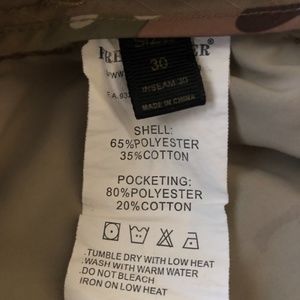 30
INSEAM:30
MADE IN CHINA
SHELL:
65%POLYESTER
35%COTTON
POCKETING:
80%POLYESTER
20%COTTON
.TUMBLE DRY WITH LOW HEAT
.WASH WITH WARM WATER
.DO NOT BLEACH
IRON ON LOW HEAT